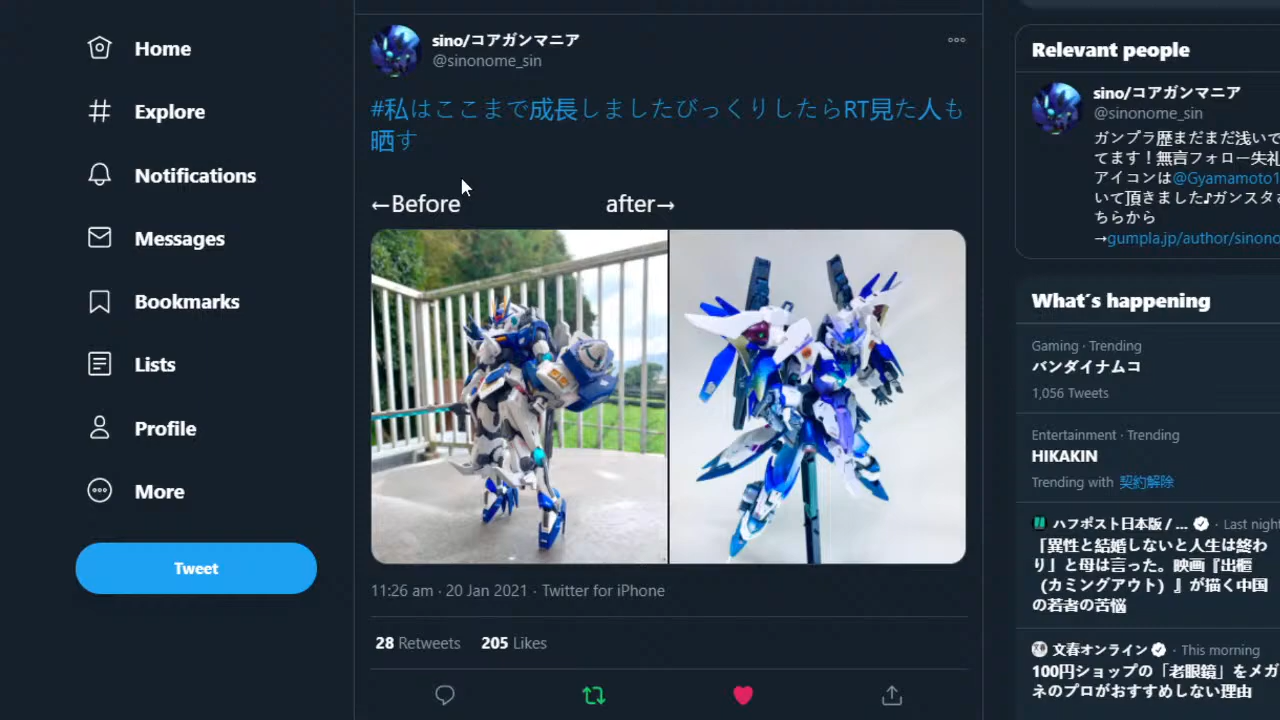 Home
Explore
Notifications
Messages
Bookmarks
Lists
Profile
More
Tweet
sino/コアガンマニア
@sinonome_sin
#私はここまで成長しましたびっくりしたらRT見た人も
晒す
←Before after→
11:26 am · 20 Jan 2021 · Twitter for iPhone
28 Retweets 205 Likes
Relevant people
sino/コアガンマニア
@sinonome_sin
ガンプラ歴まだまだ浅いで
てます！無言フォロー失礼
アイコンは@Gyamamoto1
いて頂きました♪ガンスタさ
ちらから
→gumpla.jp/author/sinono
What's happening
Gaming · Trending
バンダイナムコ
1,056 Tweets
Entertainment · Trending
HIKAKIN
Trending with 契約解除
ハフポスト日本版 / ... · Last night
「異性と結婚しないと人生は終わ
り」と母は言った。映画『出櫃
（カミングアウト）』が描く中国
の若者の苦悩
文春オンライン · This morning
100円ショップの「老眼鏡」をメガ
ネのプロがおすすめしない理由